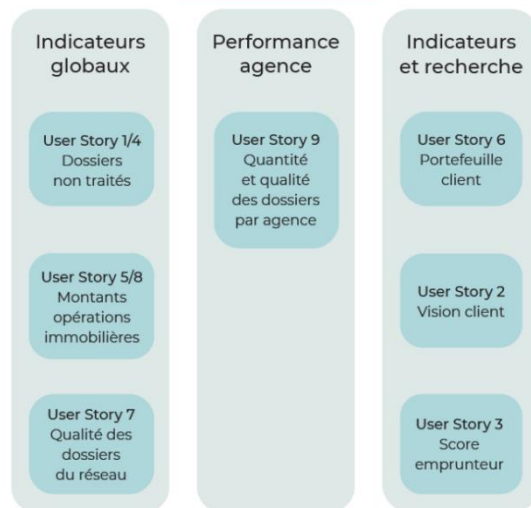 Indicateurs
globaux
User Story 1/4
Dossiers
non traités
User Story 5/8
Montants
opérations
immobilières
User Story 7
Qualité des
dossiers
du réseau
Performance
agence
User Story 9
Quantité
et qualité
des dossiers
par agence
Indicateurs
et recherche
User Story 6
Portefeuille
client
User Story 2
Vision client
User Story 3
Score
emprunteur